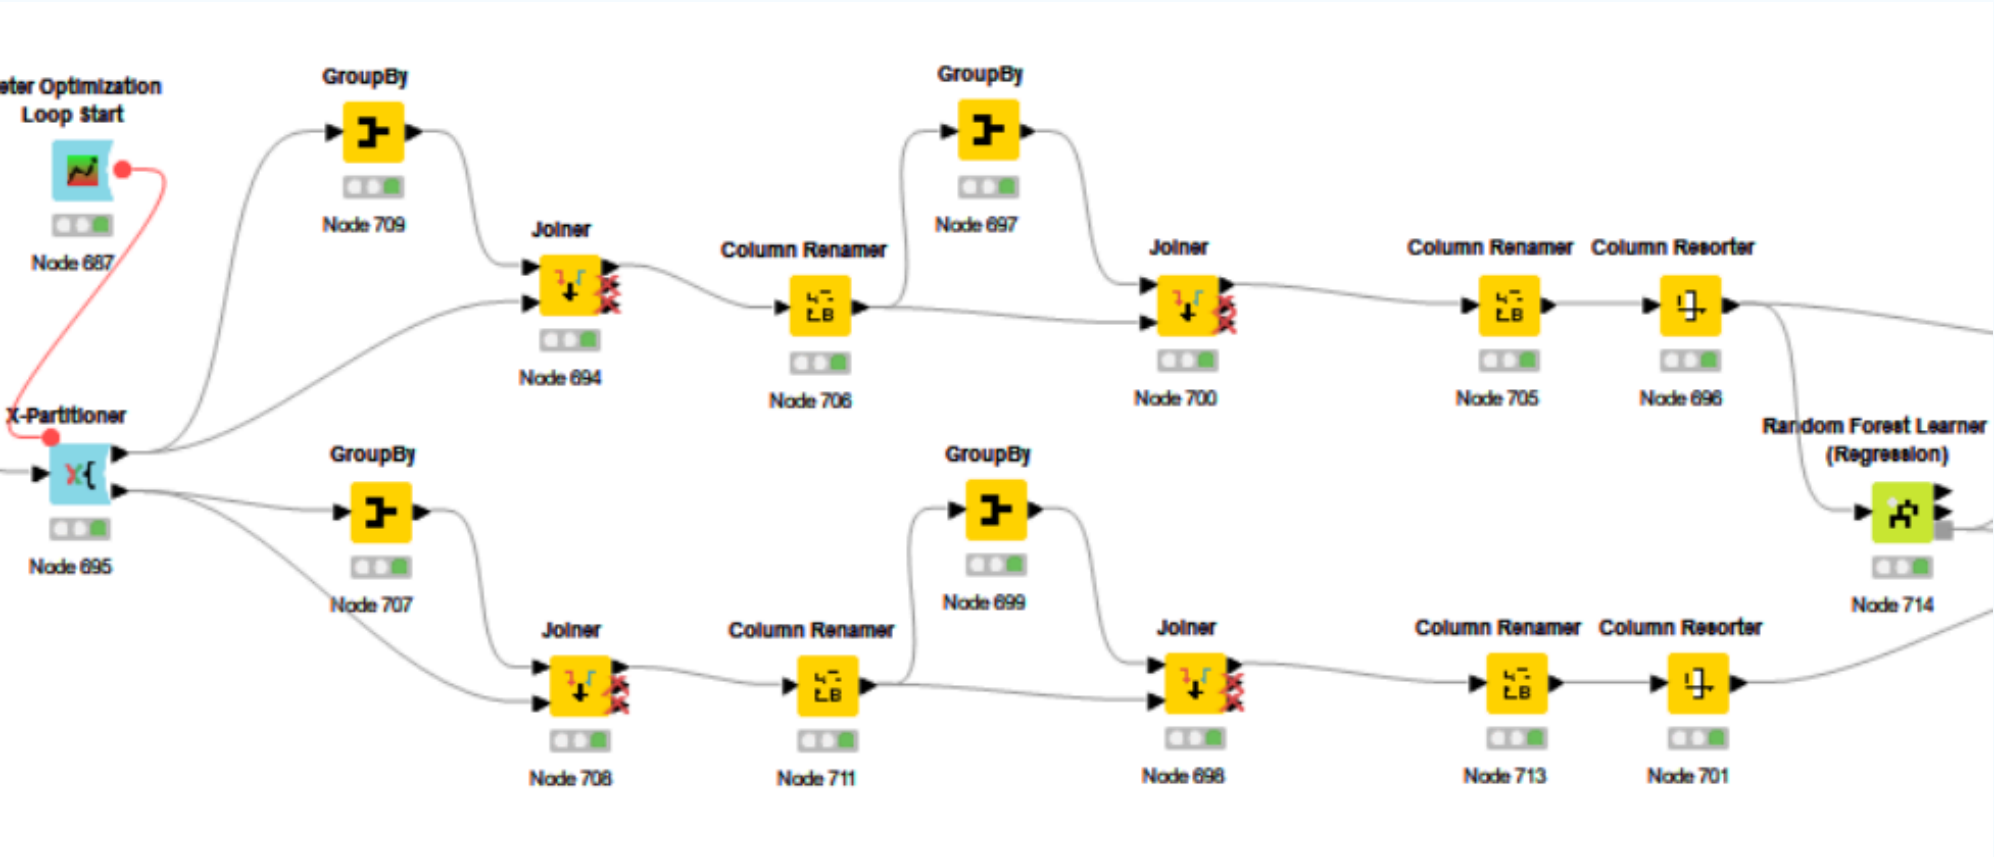 eter Optimization
Loop Start
Node 687
GroupBy
Node 709
Joiner
Node 694
Column Renamer
Node 706
GroupBy
Node 697
Joiner
Node 700
Column Renamer
Node 705
Column Resorter
Node 696
X-Partitioner
X{
Node 695
GroupBy
Node 707
Joiner
Node 708
Column Renamer
Node 711
GroupBy
Node 699
Joiner
Node 698
Column Renamer
Node 713
Column Resorter
Node 701
Random Forest Learner
(Regression)
Node 714